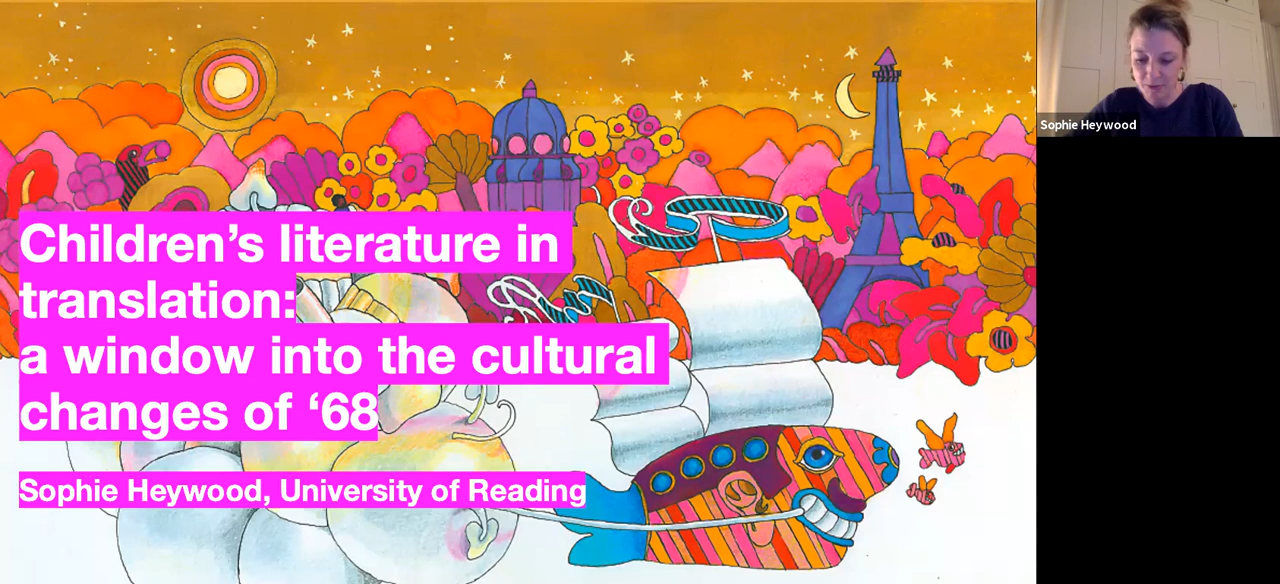 Children’s literature in
translation:
a window into the cultural
changes of ‘68
Sophie Heywood, University of Reading
Sophie Heywood